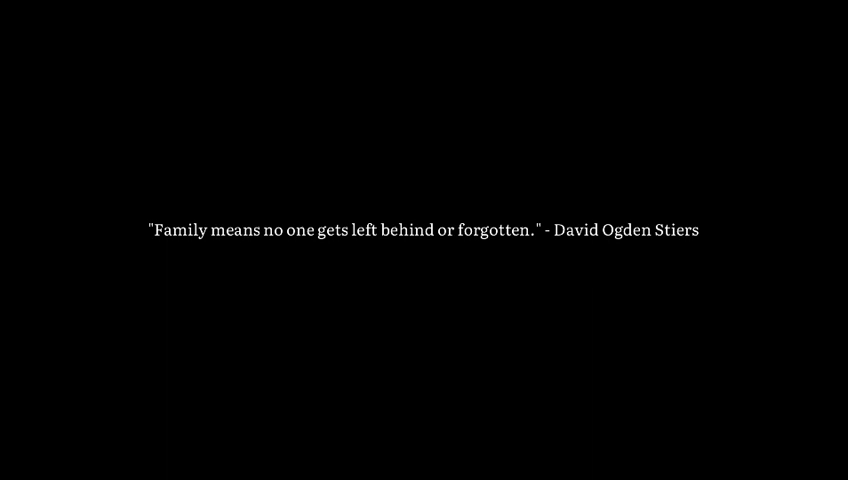 "Family means no one gets left behind or forgotten." - David Ogden Stiers